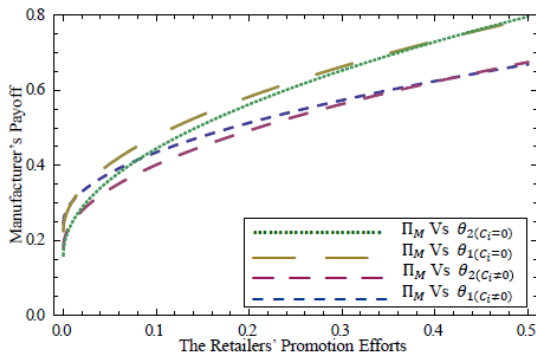 0.8
0.6
0.4
0.2
0.0
Manufacturer's Payoff
Π_M Vs θ_2(C_i=0)
Π_M Vs θ_1(C_i=0)
Π_M Vs θ_2(C_i≠0)
Π_M Vs θ_1(C_i≠0)
0.0 0.1 0.2 0.3 0.4 0.5
The Retailers' Promotion Efforts